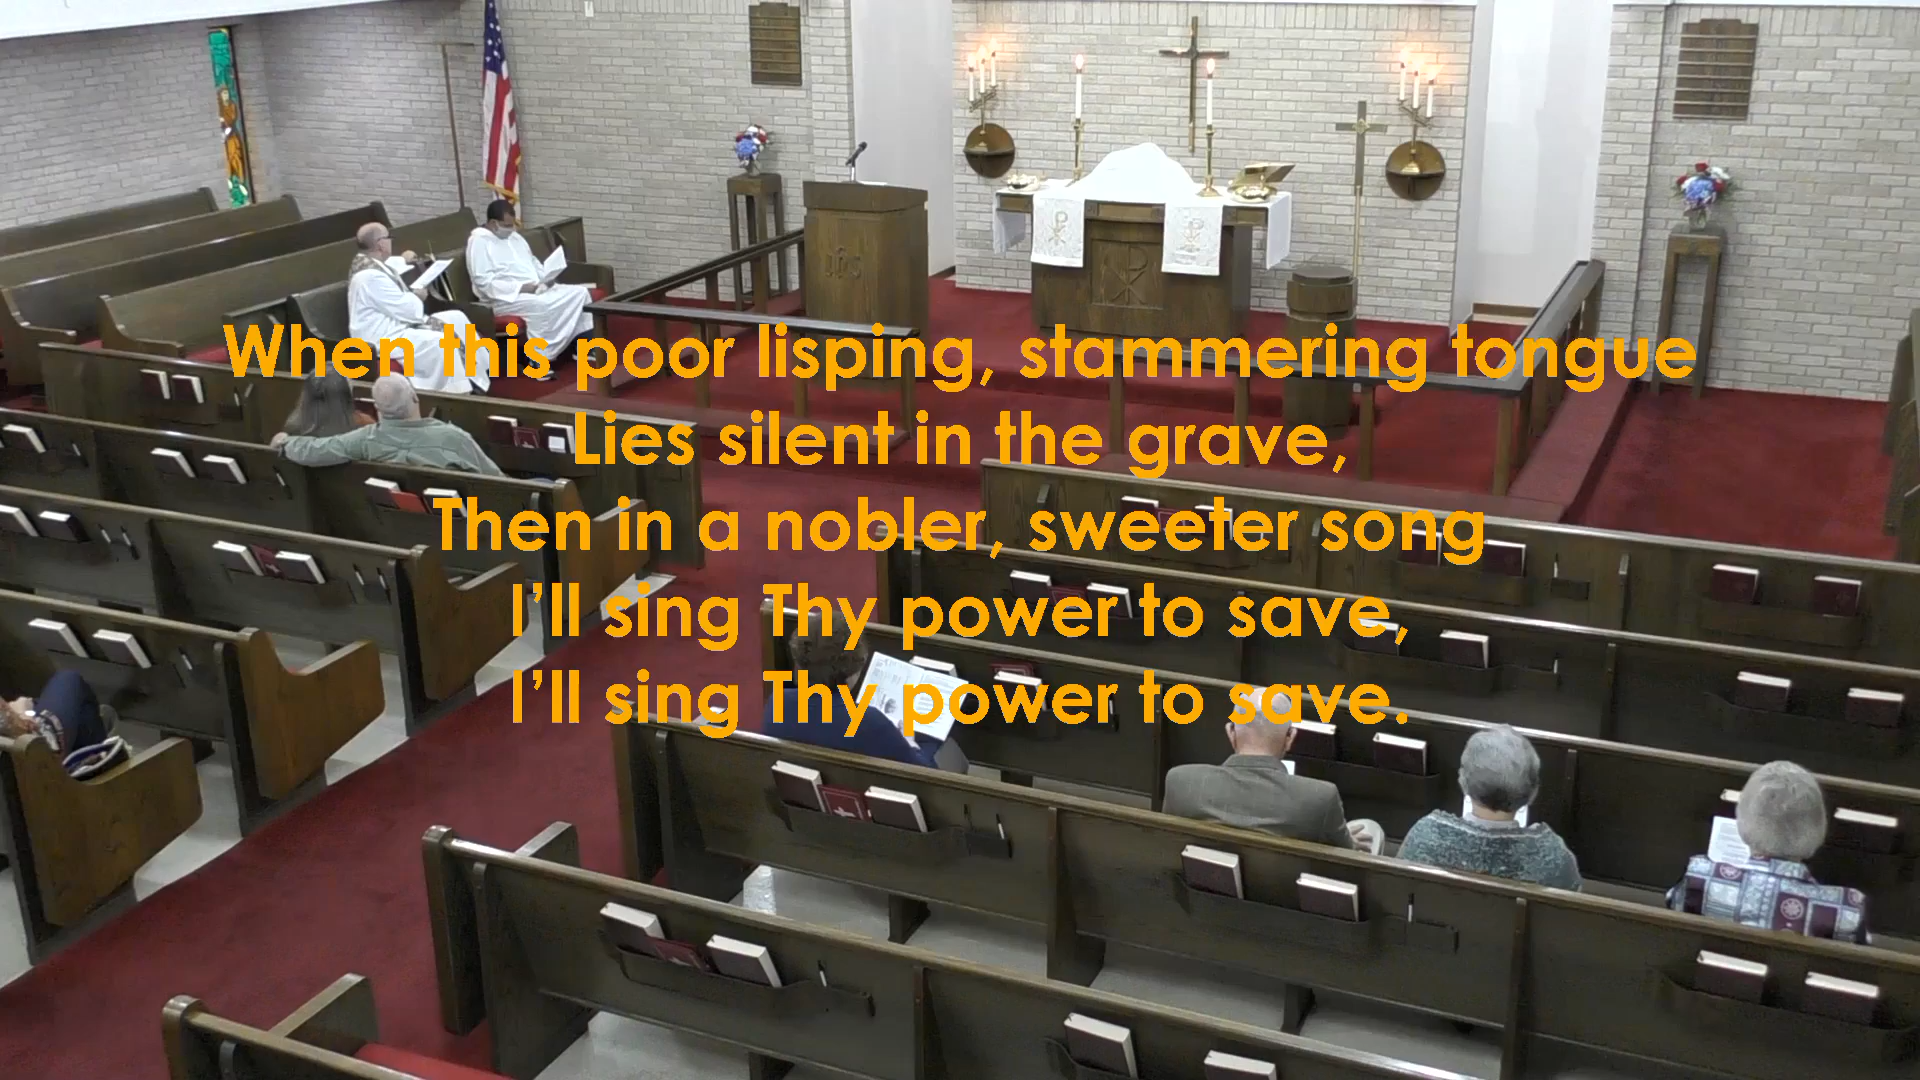 When this poor lisping, stammering tongue
Lies silent in the grave,
Then in a nobler, sweeter song
I’ll sing Thy power to save,
I’ll sing Thy power to save.